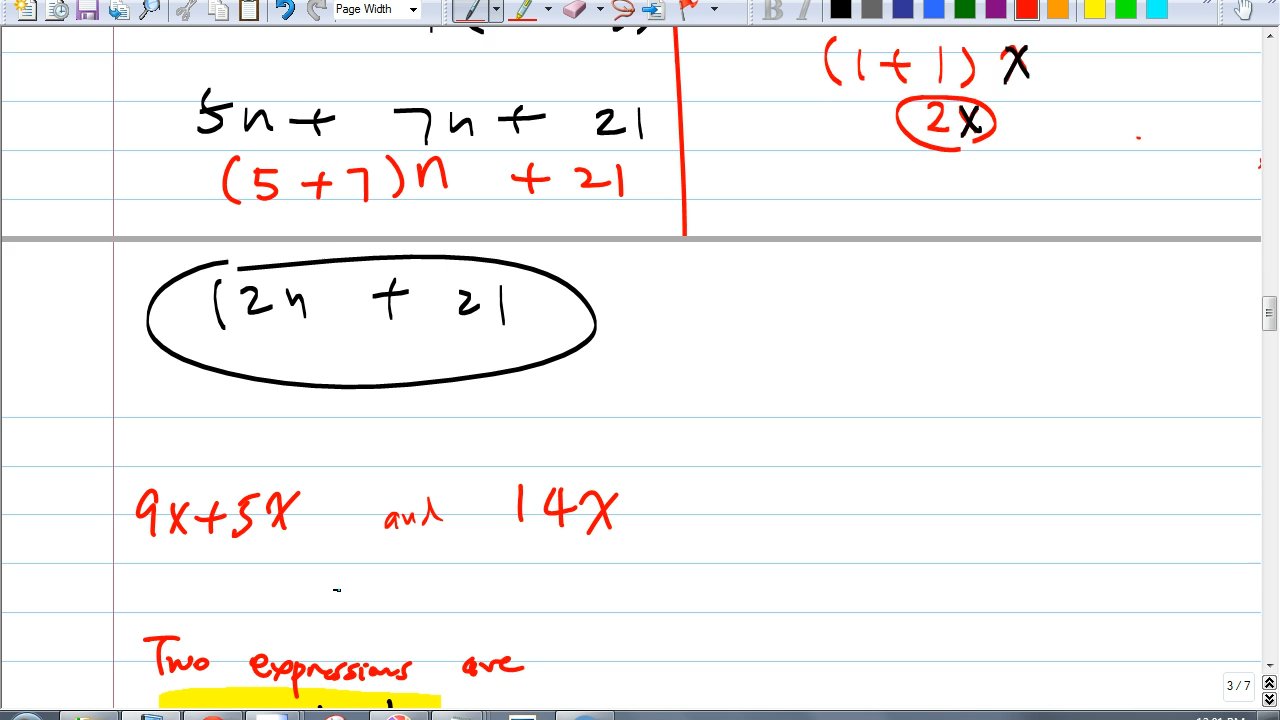 Page Width
5n + 7n + 21
(5 + 7)n + 21
12n + 21
(1 + 1) x
2x
9x+5x and 14x
Two expressions are
3 / 7